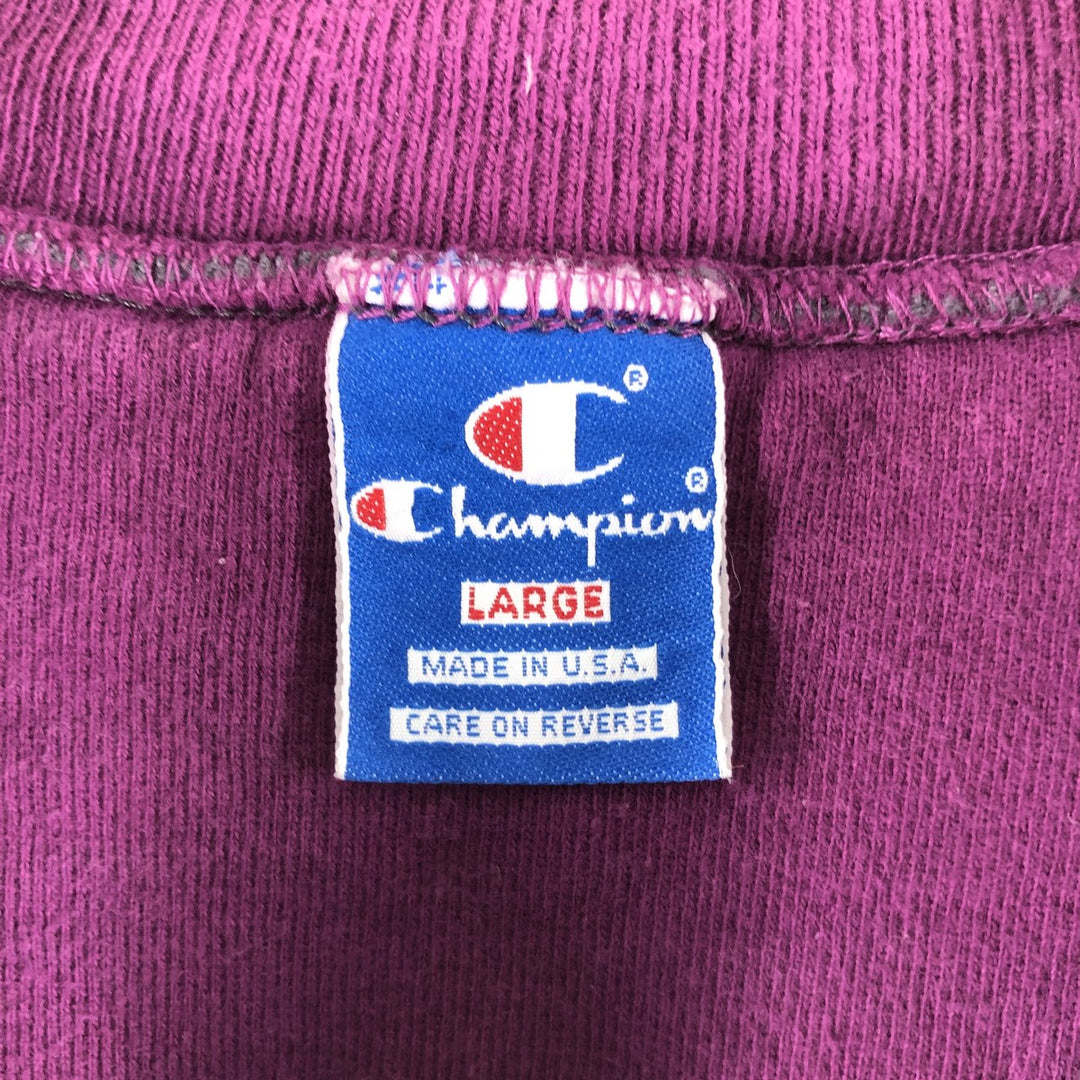 ®
Champion®
LARGE
MADE IN U.S.A.
CARE ON REVERSE